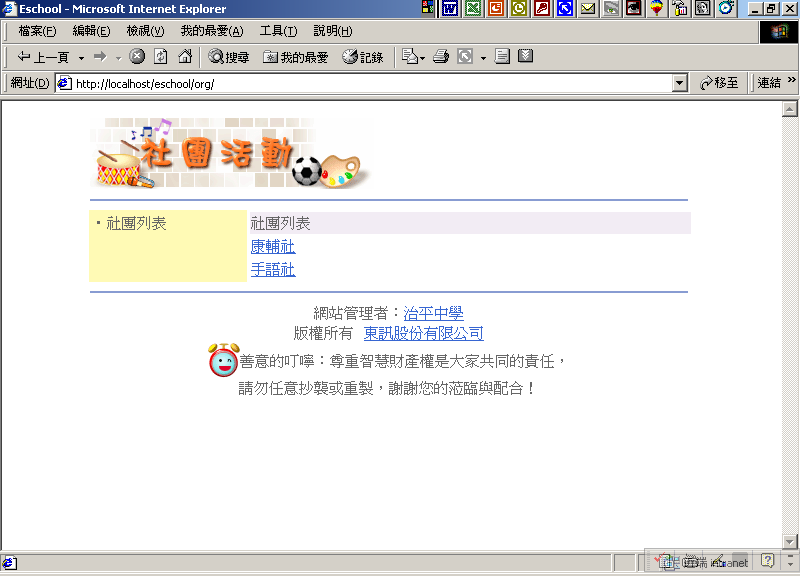 Eschool - Microsoft Internet Explorer
檔案(F) 編輯(E) 檢視(V) 我的最愛(A) 工具(T) 說明(H)
上一頁 搜尋 我的最愛 記錄
網址(D) http://localhost/eschool/org/ 移至 連結 »
社團活動
・社團列表 社團列表
康輔社
手語社
網站管理者：治平中學
版權所有 東訊股份有限公司
善意的叮嚀：尊重智慧財產權是大家共同的責任，
請勿任意抄襲或重製，謝謝您的蒞臨與配合！
intranet